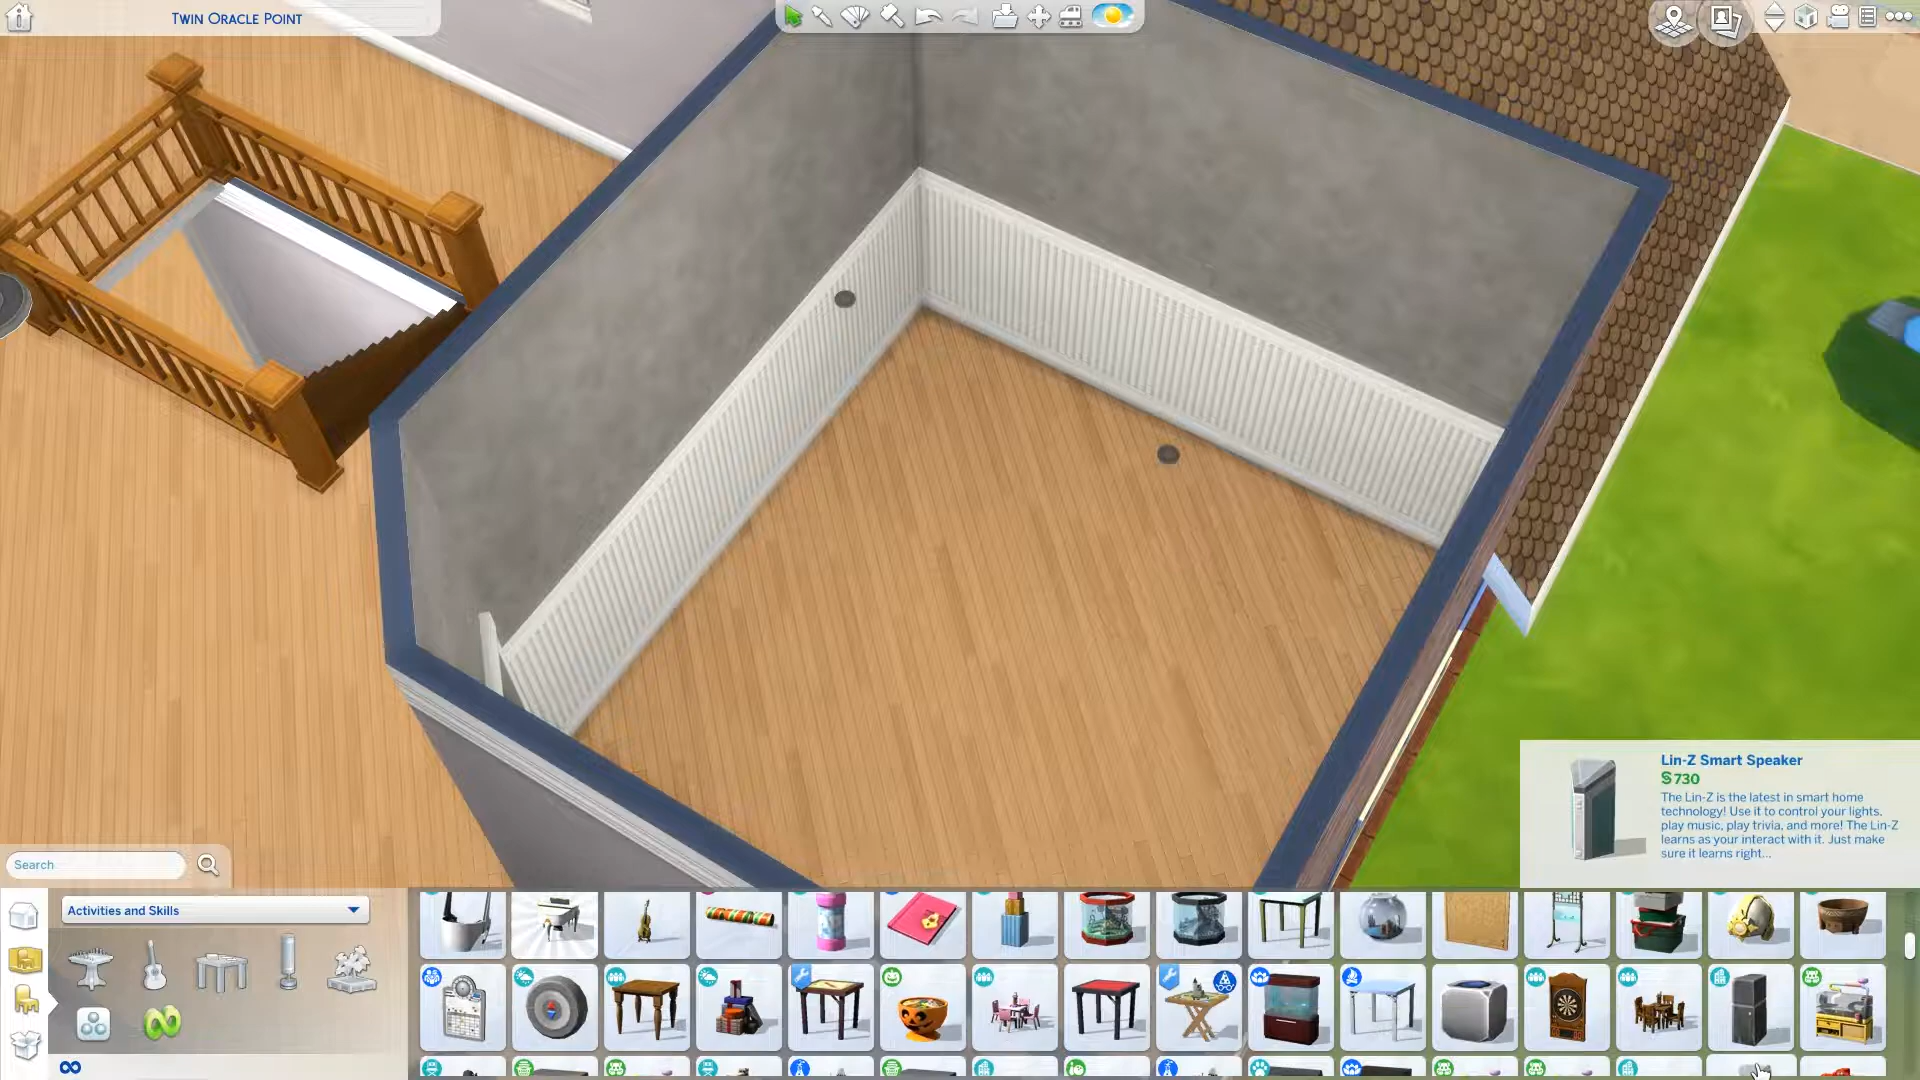 TWIN ORACLE POINT
Lin-Z Smart Speaker
§730
The Lin-Z is the latest in smart home
technology! Use it to control your lights,
play music, play trivia, and more! The Lin-Z
learns as your interact with it. Just make
sure it learns right...
Search
Activities and Skills